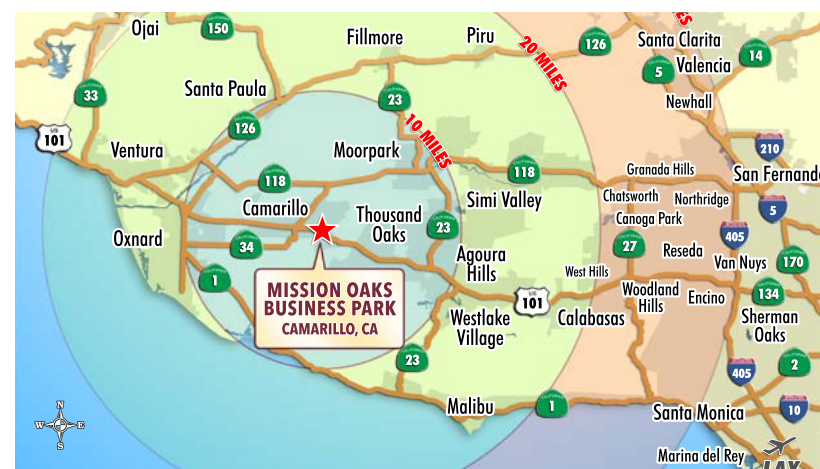 Ojai
150
Fillmore
Piru
20 MILES
126
Santa Clarita
MILES
14
5
Valencia
33
Santa Paula
23
Newhall
US
101
126
10 MILES
Ventura
Moorpark
210
118
118
Granada Hills
San Fernando
Simi Valley
Chatsworth
Northridge
Camarillo
Thousand
Oaks
Canoga Park
5
Oxnard
34
23
27
405
Agoura
Hills
Reseda
Van Nuys
170
1
West Hills
MISSION OAKS
BUSINESS PARK
CAMARILLO, CA
US
101
Woodland
Hills
Encino
134
Westlake
Village
Calabasas
Sherman
Oaks
23
405
2
Malibu
1
Santa Monica
10
N
W
E
S
Marina del Rey
LAX